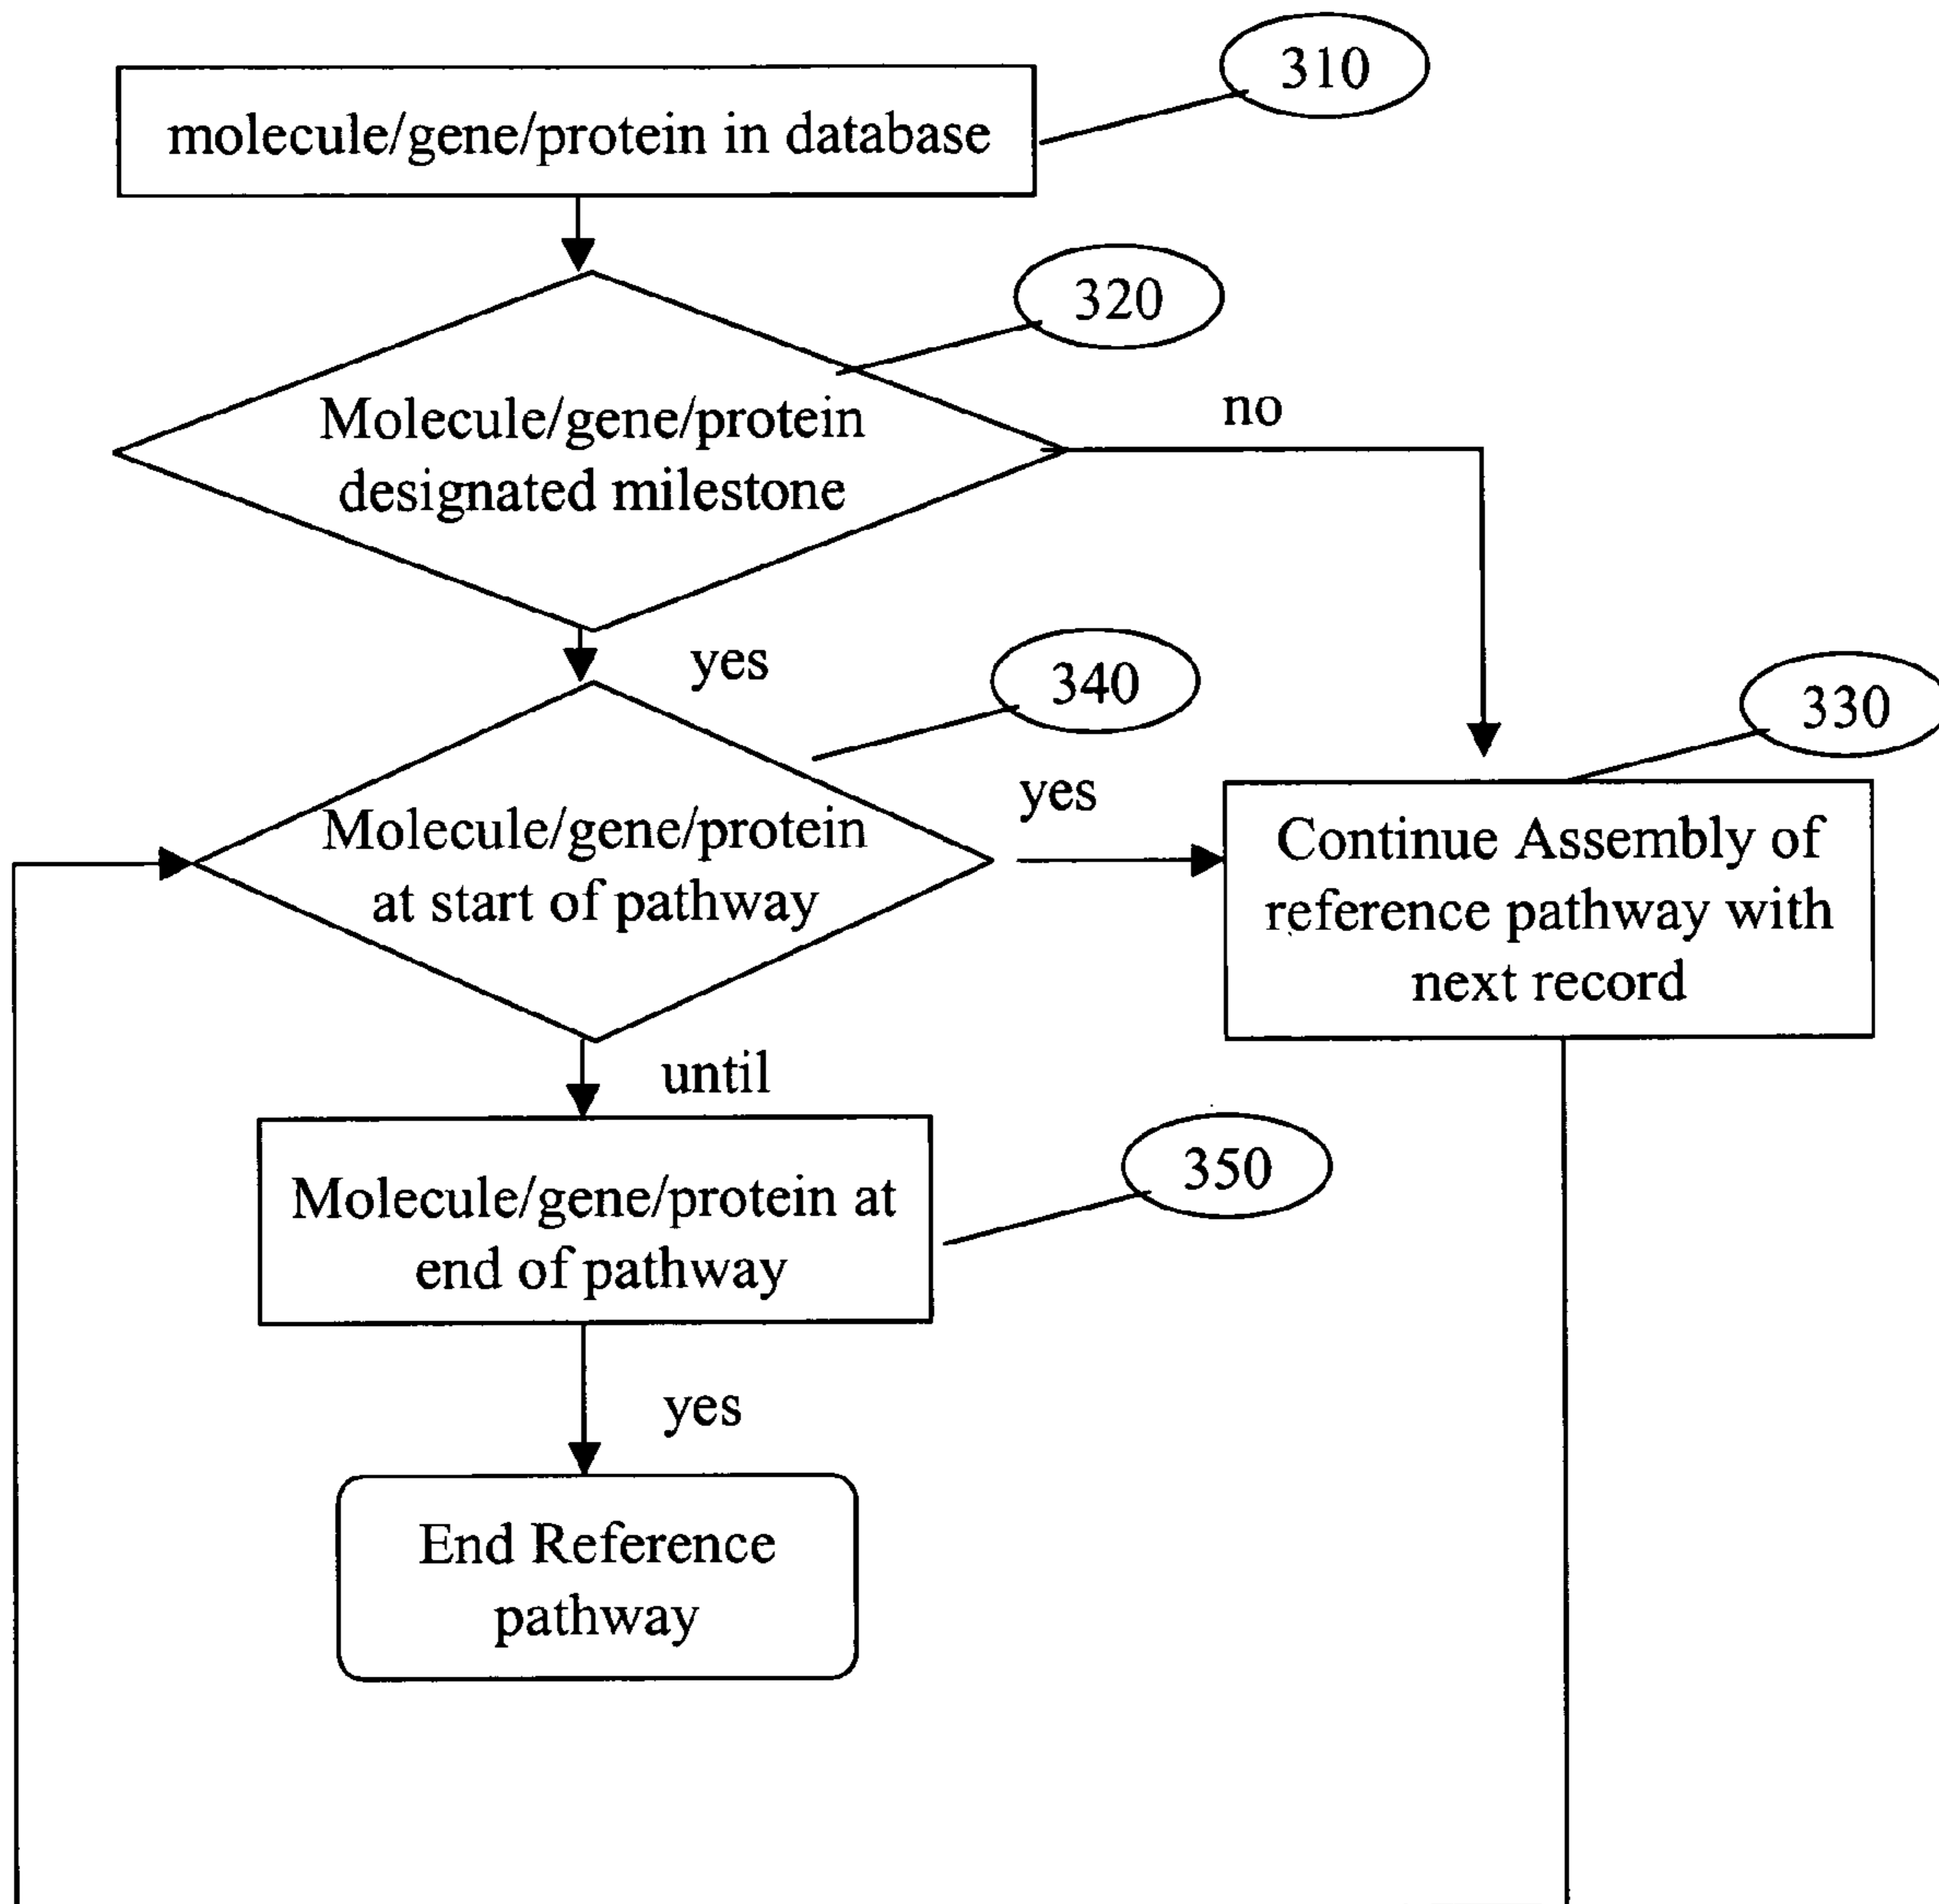 310
molecule/gene/protein in database
320
Molecule/gene/protein
designated milestone
no
yes
340
330
Molecule/gene/protein
at start of pathway
yes
Continue Assembly of
reference pathway with
next record
until
350
Molecule/gene/protein at
end of pathway
yes
End Reference
pathway